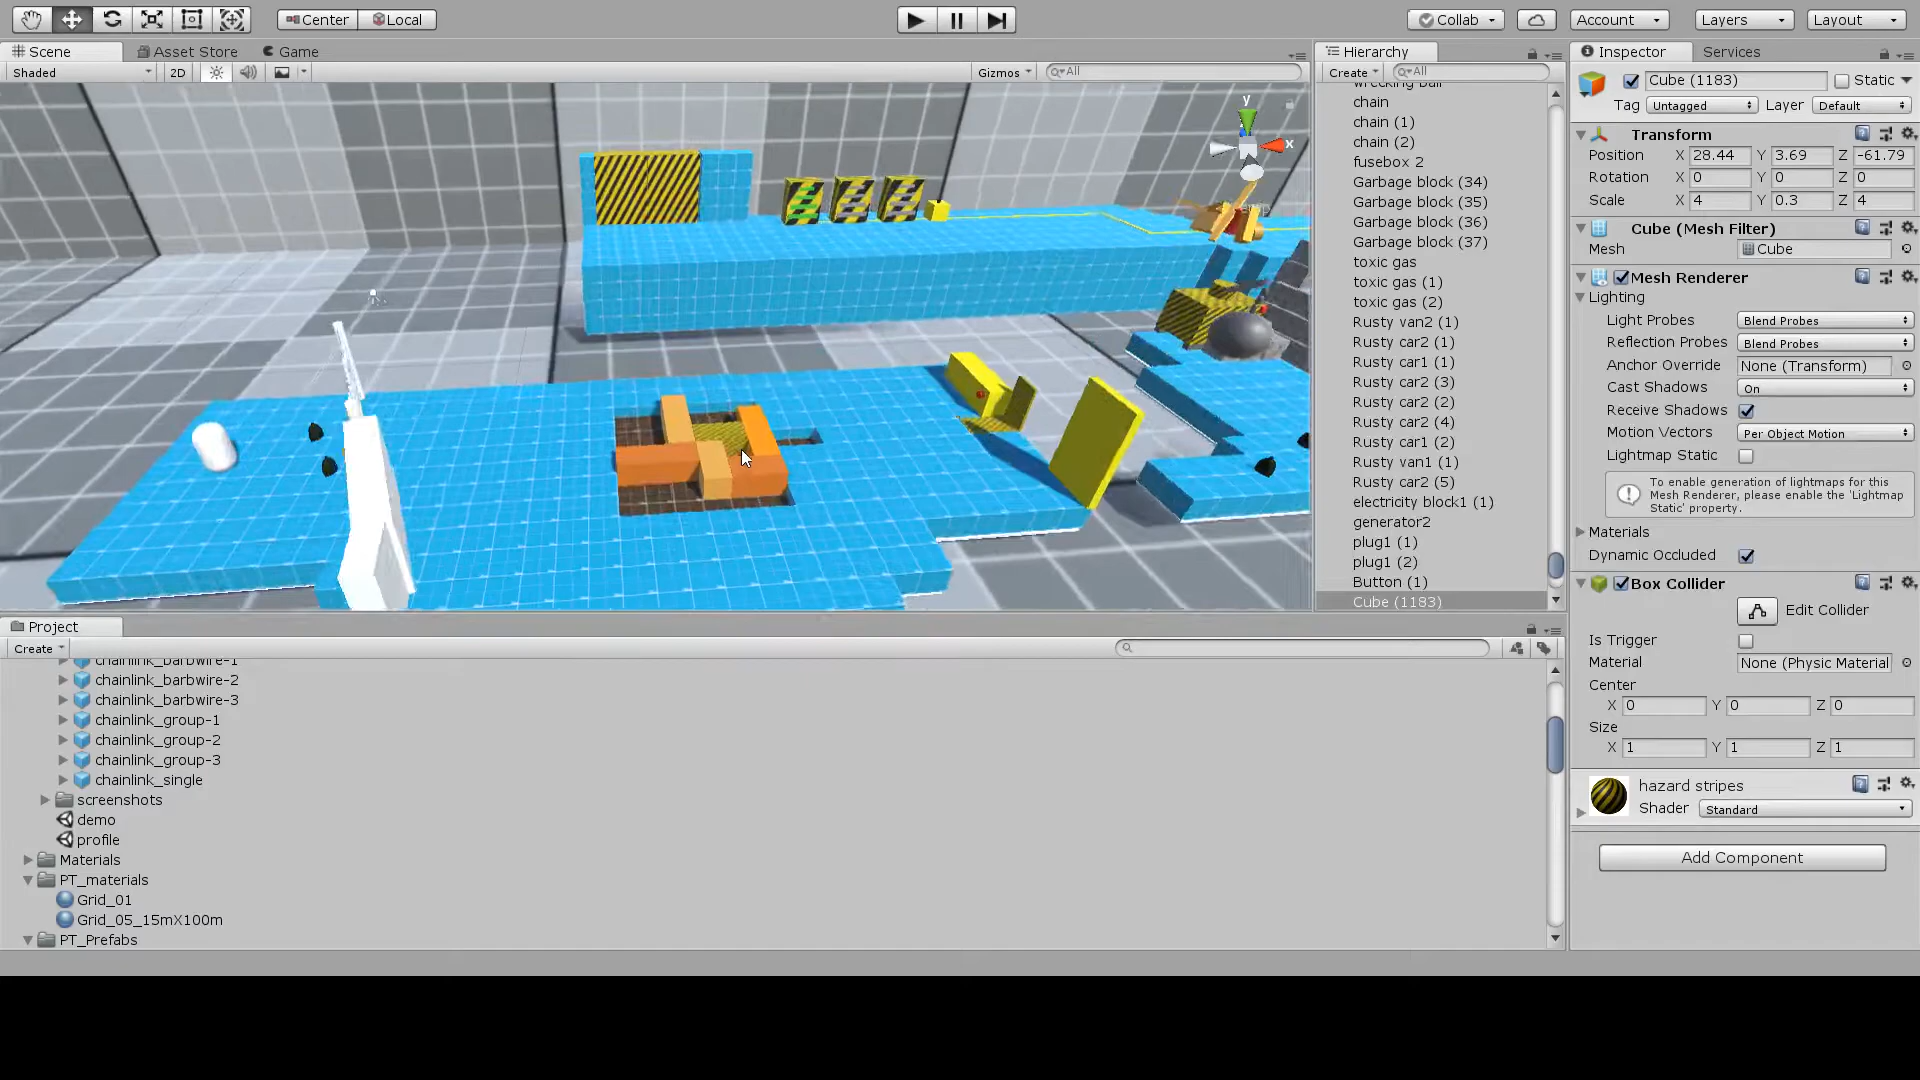 Center Local Collab Account Layers Layout
Scene Asset Store Game Hierarchy Inspector Services
Shaded 2D Gizmos All Create All
Cube (1183) Static
Tag Untagged Layer Default
wrecking ball
chain
chain (1)
chain (2)
fusebox 2
Garbage block (34)
Garbage block (35)
Garbage block (36)
Garbage block (37)
toxic gas
toxic gas (1)
toxic gas (2)
Rusty van2 (1)
Rusty car2 (1)
Rusty car1 (1)
Rusty car2 (3)
Rusty car2 (2)
Rusty car2 (4)
Rusty car1 (2)
Rusty van1 (1)
Rusty car2 (5)
electricity block1 (1)
generator2
plug1 (1)
plug1 (2)
Button (1)
Cube (1183)
y
x
Transform
Position X 28.44 Y 3.69 Z -61.79
Rotation X 0 Y 0 Z 0
Scale X 4 Y 0.3 Z 4
Cube (Mesh Filter)
Mesh Cube
Mesh Renderer
Lighting
Light Probes Blend Probes
Reflection Probes Blend Probes
Anchor Override None (Transform)
Cast Shadows On
Receive Shadows
Motion Vectors Per Object Motion
Lightmap Static
To enable generation of lightmaps for this
Mesh Renderer, please enable the 'Lightmap
Static' property.
Materials
Dynamic Occluded
Box Collider
Edit Collider
Is Trigger
Material None (Physic Material
Center
X 0 Y 0 Z 0
Size
X 1 Y 1 Z 1
hazard stripes
Shader Standard
Add Component
Project
Create
chainlink_barbwire-1
chainlink_barbwire-2
chainlink_barbwire-3
chainlink_group-1
chainlink_group-2
chainlink_group-3
chainlink_single
screenshots
demo
profile
Materials
PT_materials
Grid_01
Grid_05_15mX100m
PT_Prefabs